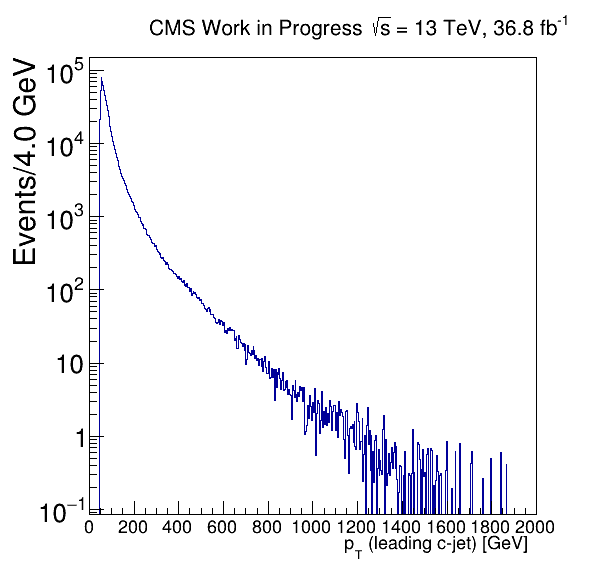 CMS Work in Progress √s = 13 TeV, 36.8 fb⁻¹
Events/4.0 GeV
10⁵
10⁴
10³
10²
10
1
10⁻¹
0 200 400 600 800 1000 1200 1400 1600 1800 2000
p_T (leading c-jet) [GeV]